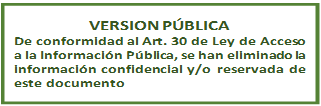 VERSION PÚBLICA
De conformidad al Art. 30 de Ley de Acceso
a la Información Pública, se han eliminado la
información confidencial y/o reservada de
este documento